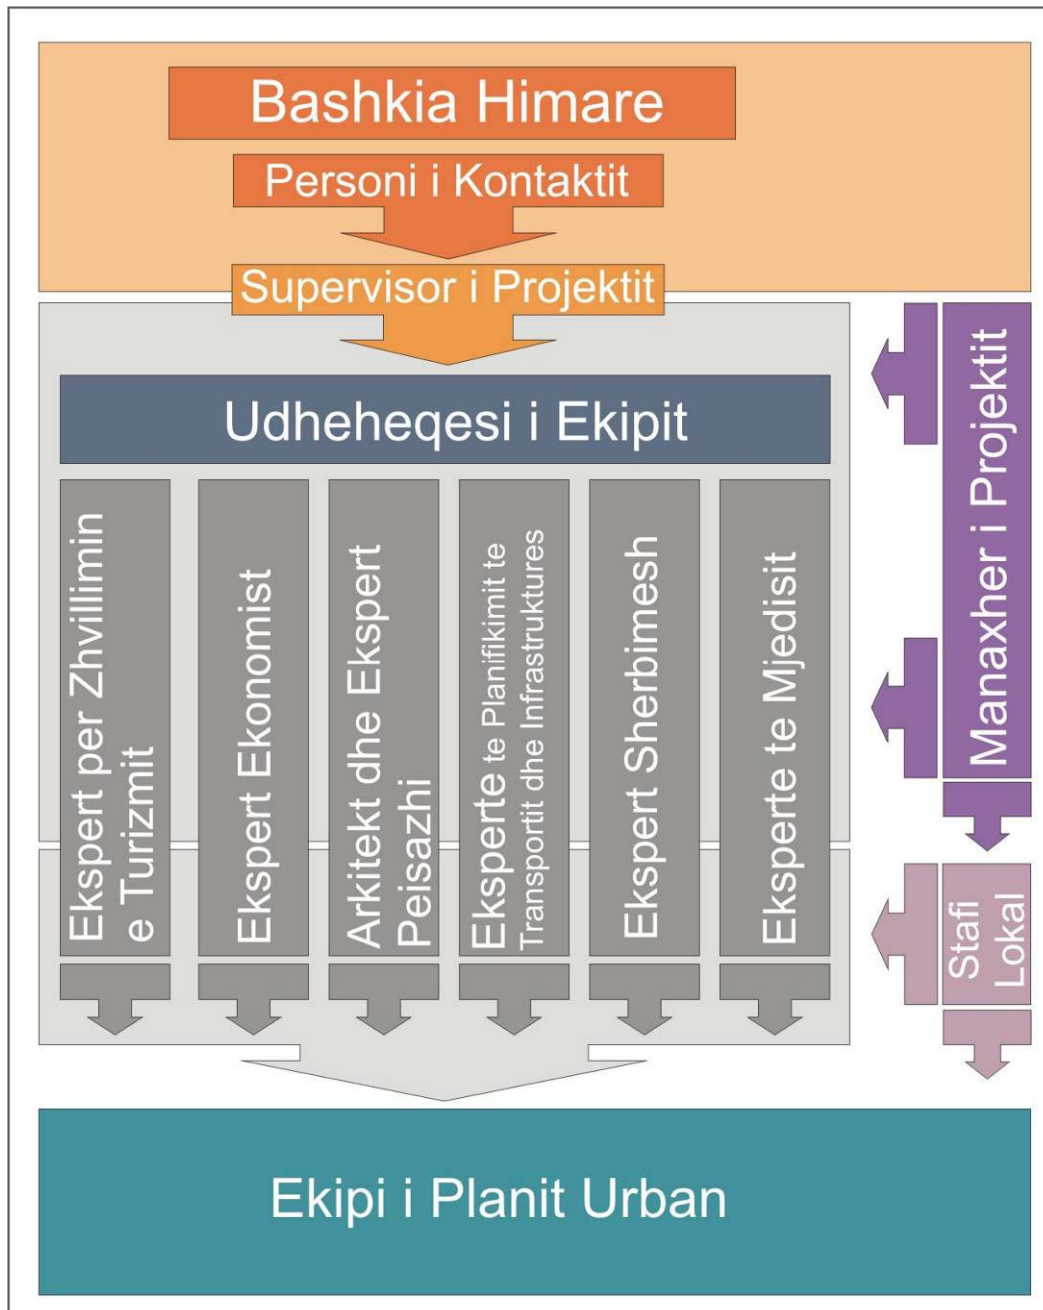 Bashkia Himare
Personi i Kontaktit
Supervisor i Projektit
Udheheqesi i Ekipit
Ekspert per Zhvillimin
e Turizmit
Ekspert Ekonomist
Arkitekt dhe Ekspert
Peisazhi
Eksperte te Planifikimit te
Transportit dhe Infrastruktures
Ekspert Sherbimesh
Eksperte te Mjedisit
Manaxher i Projektit
Stafi
Lokal
Ekipi i Planit Urban